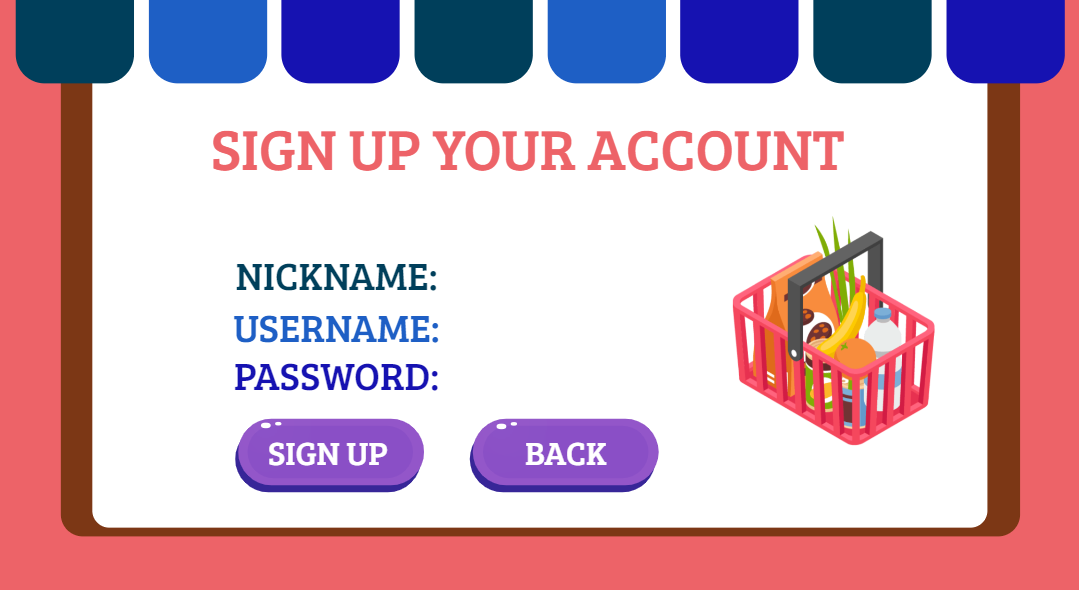 SIGN UP YOUR ACCOUNT
NICKNAME:
USERNAME:
PASSWORD:
SIGN UP
BACK